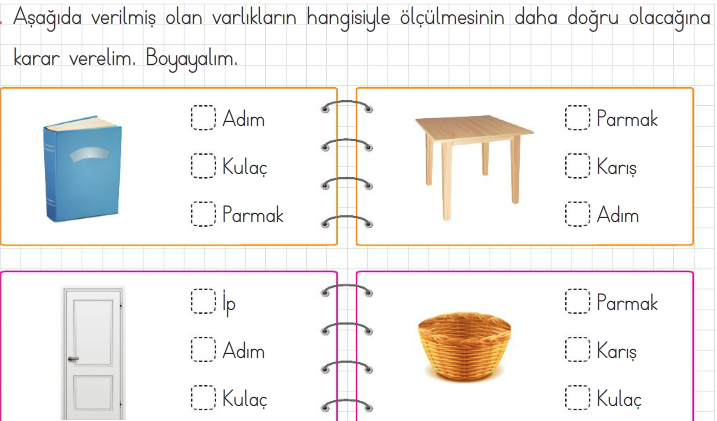 Aşağıda verilmiş olan varlıkların hangisiyle ölçülmesinin daha doğru olacağına
karar verelim. Boyayalım.
Adım
Kulaç
Parmak
Parmak
Karış
Adım
İp
Adım
Kulaç
Parmak
Karış
Kulaç